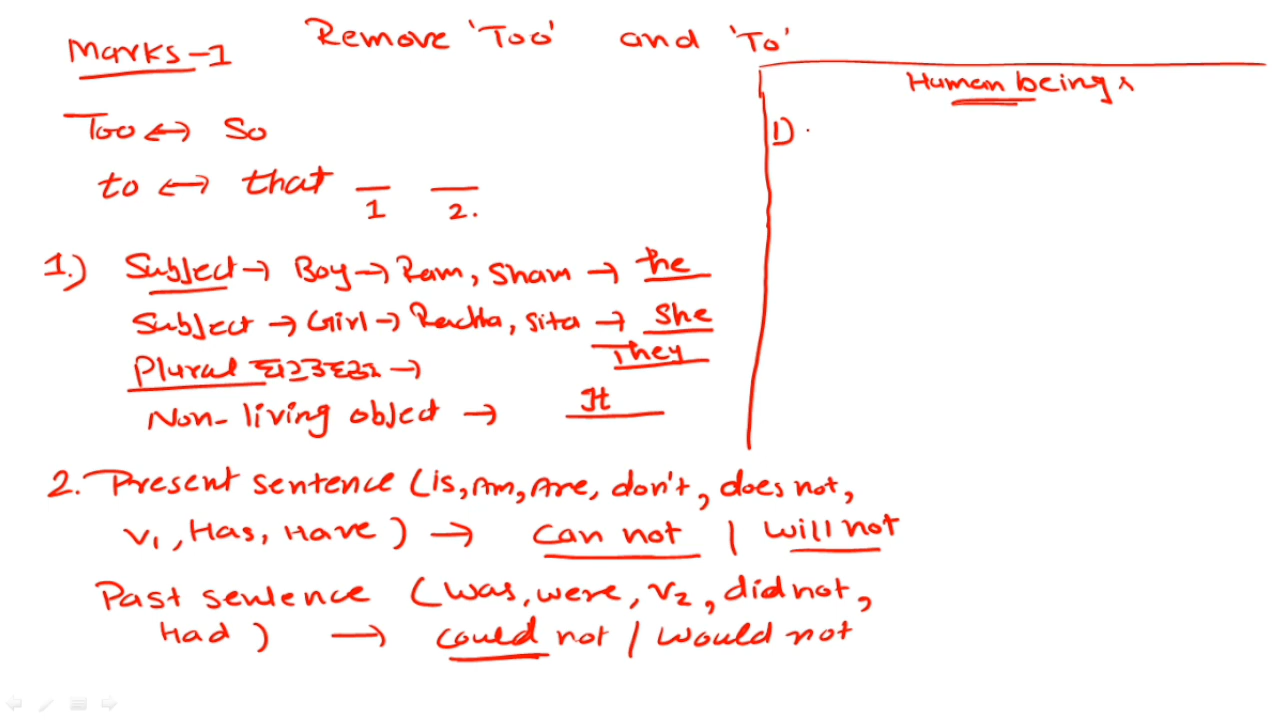 Remove 'Too' and 'To'
Marks-1
Too ↔ So
to ↔ that __ __
1 2.
1.) Subject → Boy → Ram, Sham → he
Subject → Girl → Radha, Sita → She
Plural → They
Non-living object → It
2. Present sentence (is, Am, Are, don't, does not,
V1, Has, Have) → can not | will not
Past sentence (was, were, V2, did not,
Had) → could not / would not
Human beings
1)